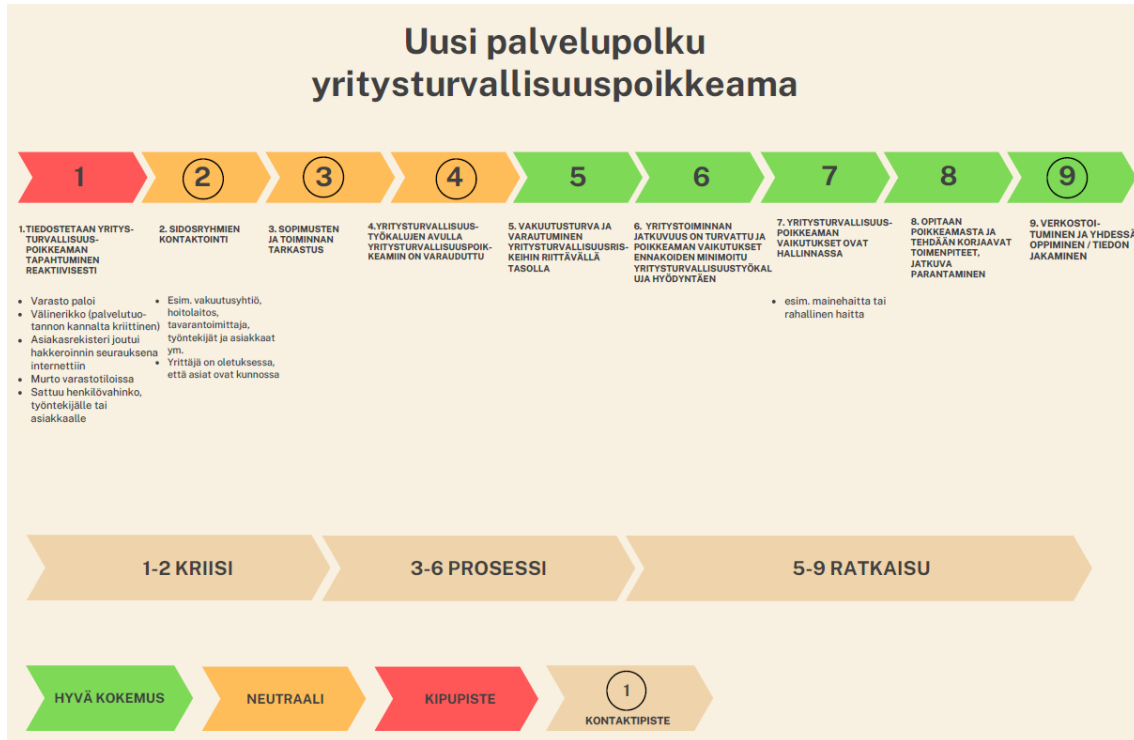 Uusi palvelupolku
yritysturvallisuuspoikkeama
1
2
3
4
5
6
7
8
9
1. TIEDOSTETAAN YRITYS-
TURVALLISUUS-
POIKKEAMAN
TAPAHTUMINEN
REAKTIIVISESTI
Varasto paloi
Välinerikko (palvelutuo-
tannon kannalta kriittinen)
Asiakasrekisteri joutui
hakkeroinnin seurauksena
internettiin
Murto varastotiloissa
Sattuu henkilövahinko,
työntekijälle tai
asiakkaalle
2. SIDOSRYHMIEN
KONTAKTOINTI
Esim. vakuutusyhtiö,
hoitolaitos,
tavarantoimittaja,
työntekijät ja asiakkaat
ym.
Yrittäjä on oletuksessa,
että asiat ovat kunnossa
3. SOPIMUSTEN
JA TOIMINNAN
TARKASTUS
4.YRITYSTURVALLISUUS-
TYÖKALUJEN AVULLA
YRITYSTURVALLISUUSPOIK-
KEAMIIN ON VARAUDUTTU
5. VAKUUTUSTURVA JA
VARAUTUMINEN
YRITYSTURVALLISUUSRIS-
KEIHIN RIITTÄVÄLLÄ
TASOLLA
6. YRITYSTOIMINNAN
JATKUVUUS ON TURVATTU JA
POIKKEAMAN VAIKUTUKSET
ENNAKOIDEN MINIMOITU
YRITYSTURVALLISUUSTYÖKAL
UJA HYÖDYNTÄEN
7. YRITYSTURVALLISUUS-
POIKKEAMAN
VAIKUTUKSET OVAT
HALLINNASSA
esim. mainehaitta tai
rahallinen haitta
8. OPITAAN
POIKKEAMASTA JA
TEHDÄÄN KORJAAVAT
TOIMENPITEET,
JATKUVA
PARANTAMINEN
9. VERKOSTOI-
TUMINEN JA YHDESSÄ
OPPIMINEN / TIEDON
JAKAMINEN
1-2 KRIISI
3-6 PROSESSI
5-9 RATKAISU
HYVÄ KOKEMUS
NEUTRAALI
KIPUPISTE
1
KONTAKTIPISTE